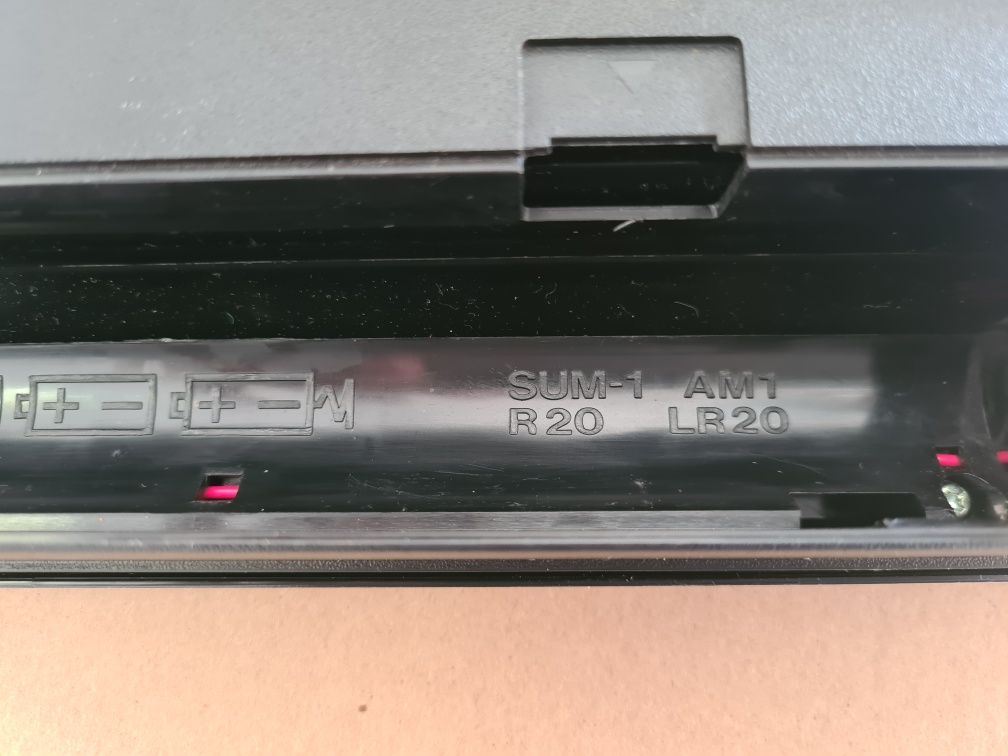 + - + -
SUM-1 AM1
R20 LR20